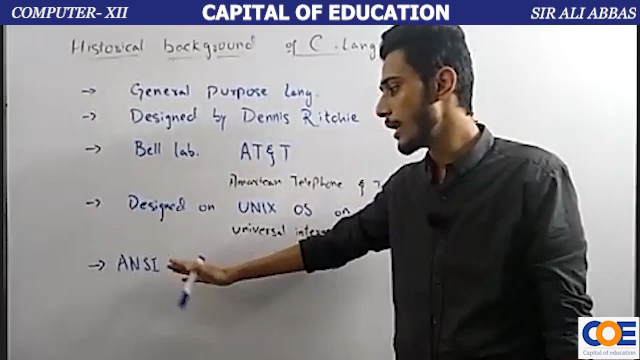 COMPUTER- XII CAPITAL OF EDUCATION SIR ALI ABBAS
Historical background of C. Lang
→ General Purpose Lang.
→ Designed by Dennis Ritchie
→ Bell lab. AT&T
American Telephone &
→ Designed on UNIX OS on
universal
→ ANSI
COE
Capital of education